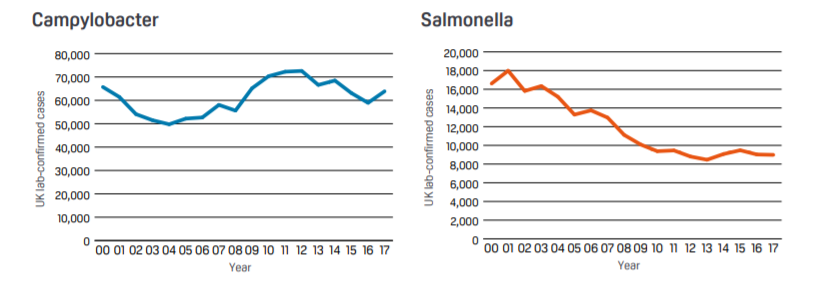 Campylobacter
UK lab-confirmed cases
80,000
70,000
60,000
50,000
40,000
30,000
20,000
10,000
0
00 01 02 03 04 05 06 07 08 09 10 11 12 13 14 15 16 17
Year
Salmonella
UK lab-confirmed cases
20,000
18,000
16,000
14,000
12,000
10,000
8,000
6,000
4,000
2,000
0
00 01 02 03 04 05 06 07 08 09 10 11 12 13 14 15 16 17
Year